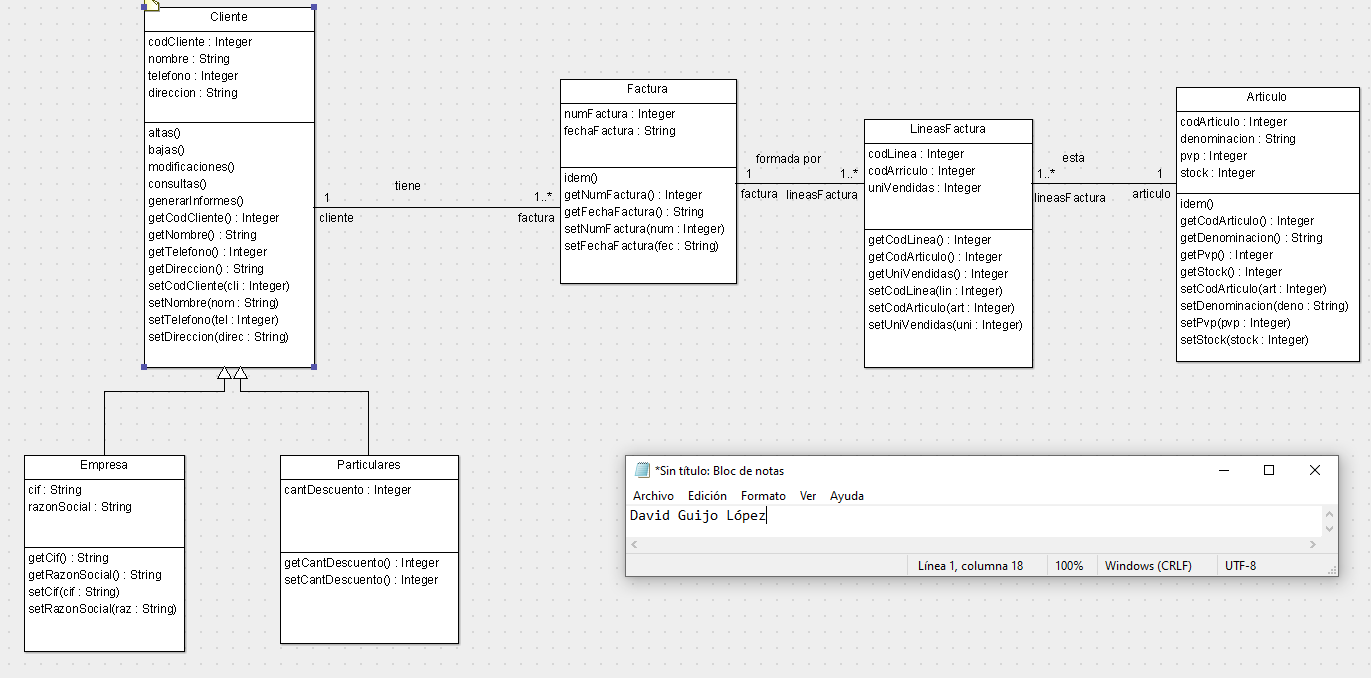 Cliente
codCliente : Integer
nombre : String
telefono : Integer
direccion : String
altas()
bajas()
modificaciones()
consultas()
generarInformes()
getCodCliente() : Integer
getNombre() : String
getTelefono() : Integer
getDireccion() : String
setCodCliente(cli : Integer)
setNombre(nom : String)
setTelefono(tel : Integer)
setDireccion(direc : String)
tiene
1
1..*
cliente
factura
Factura
numFactura : Integer
fechaFactura : String
idem()
getNumFactura() : Integer
getFechaFactura() : String
setNumFactura(num : Integer)
setFechaFactura(fec : String)
formada por
1
1..*
factura
lineasFactura
LineasFactura
codLinea : Integer
codArriculo : Integer
uniVendidas : Integer
getCodLinea() : Integer
getCodArticulo() : Integer
getUniVendidas() : Integer
setCodLinea(lin : Integer)
setCodArticulo(art : Integer)
setUniVendidas(uni : Integer)
esta
1..*
1
lineasFactura
articulo
Articulo
codArticulo : Integer
denominacion : String
pvp : Integer
stock : Integer
idem()
getCodArticulo() : Integer
getDenominacion() : String
getPvp() : Integer
getStock() : Integer
setCodArticulo(art : Integer)
setDenominacion(deno : String)
setPvp(pvp : Integer)
setStock(stock : Integer)
Empresa
cif : String
razonSocial : String
getCif() : String
getRazonSocial() : String
setCif(cif : String)
setRazonSocial(raz : String)
Particulares
cantDescuento : Integer
getCantDescuento() : Integer
setCantDescuento() : Integer
*Sin título: Bloc de notas
Archivo Edición Formato Ver Ayuda
David Guijo López
Línea 1, columna 18 100% Windows (CRLF) UTF-8